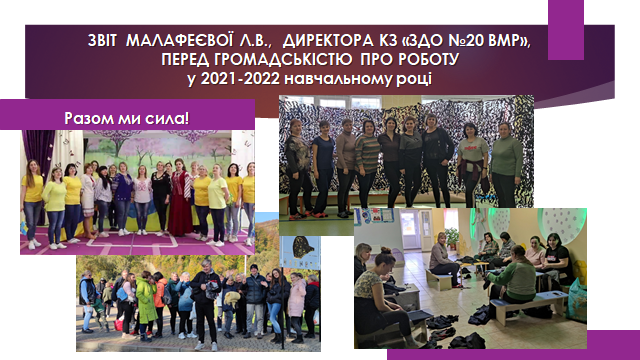 ЗВІТ МАЛАФЕЄВОЇ Л.В., ДИРЕКТОРА КЗ «ЗДО №20 ВМР»,
ПЕРЕД ГРОМАДСЬКІСТЮ ПРО РОБОТУ
у 2021-2022 навчальному році
Разом ми сила!